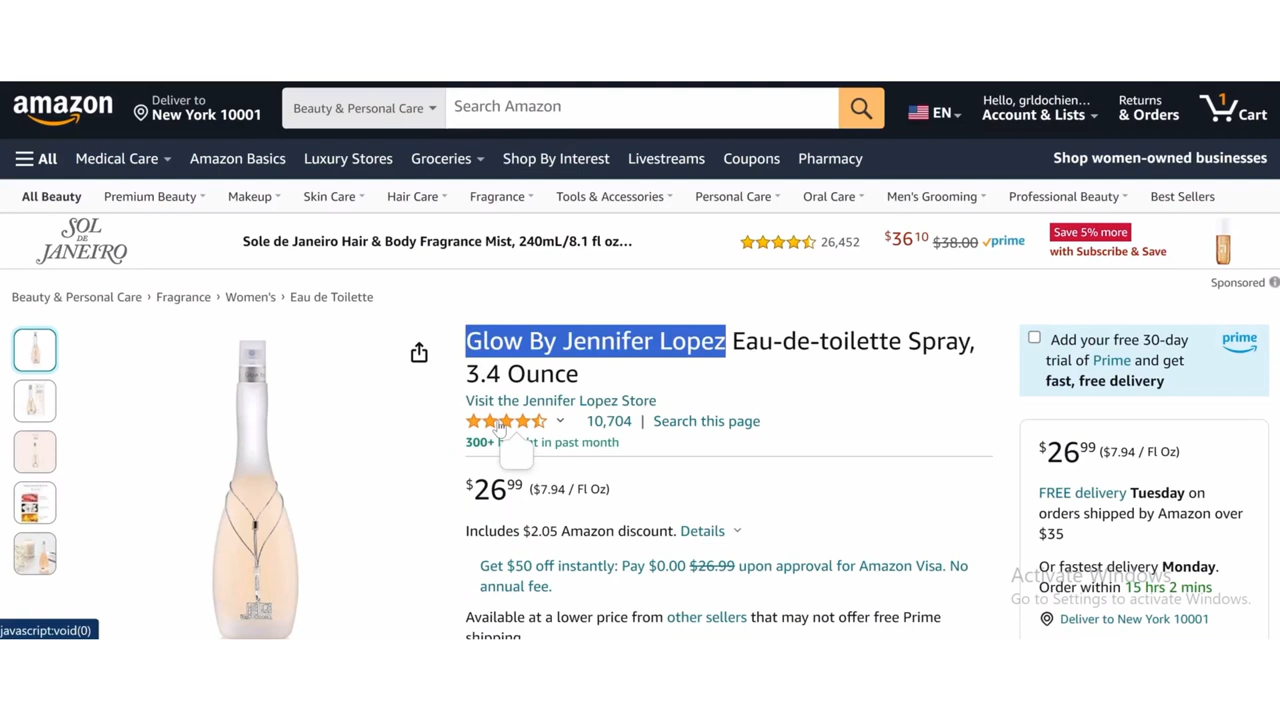 amazon
Deliver to
New York 10001
Beauty & Personal Care
Search Amazon
EN
Hello, grldochien...
Account & Lists
Returns
& Orders
1
Cart
All
Medical Care
Amazon Basics
Luxury Stores
Groceries
Shop By Interest
Livestreams
Coupons
Pharmacy
Shop women-owned businesses
All Beauty
Premium Beauty
Makeup
Skin Care
Hair Care
Fragrance
Tools & Accessories
Personal Care
Oral Care
Men's Grooming
Professional Beauty
Best Sellers
SOL
DE
JANEIRO
Sole de Janeiro Hair & Body Fragrance Mist, 240mL/8.1 fl oz...
26,452
$3610 $38.00 prime
Save 5% more
with Subscribe & Save
Sponsored
Beauty & Personal Care › Fragrance › Women's › Eau de Toilette
Glow By Jennifer Lopez Eau-de-toilette Spray,
3.4 Ounce
Visit the Jennifer Lopez Store
10,704 | Search this page
300+ in past month
$2699 ($7.94 / Fl Oz)
Includes $2.05 Amazon discount. Details
Get $50 off instantly: Pay $0.00 $26.99 upon approval for Amazon Visa. No
annual fee.
Available at a lower price from other sellers that may not offer free Prime
shipping
Add your free 30-day
trial of Prime and get
fast, free delivery
prime
$2699 ($7.94 / Fl Oz)
FREE delivery Tuesday on
orders shipped by Amazon over
$35
Or fastest delivery Monday.
Order within 15 hrs 2 mins
Deliver to New York 10001
Activate Windows
Go to Settings to activate Windows.
javascript:void(0)